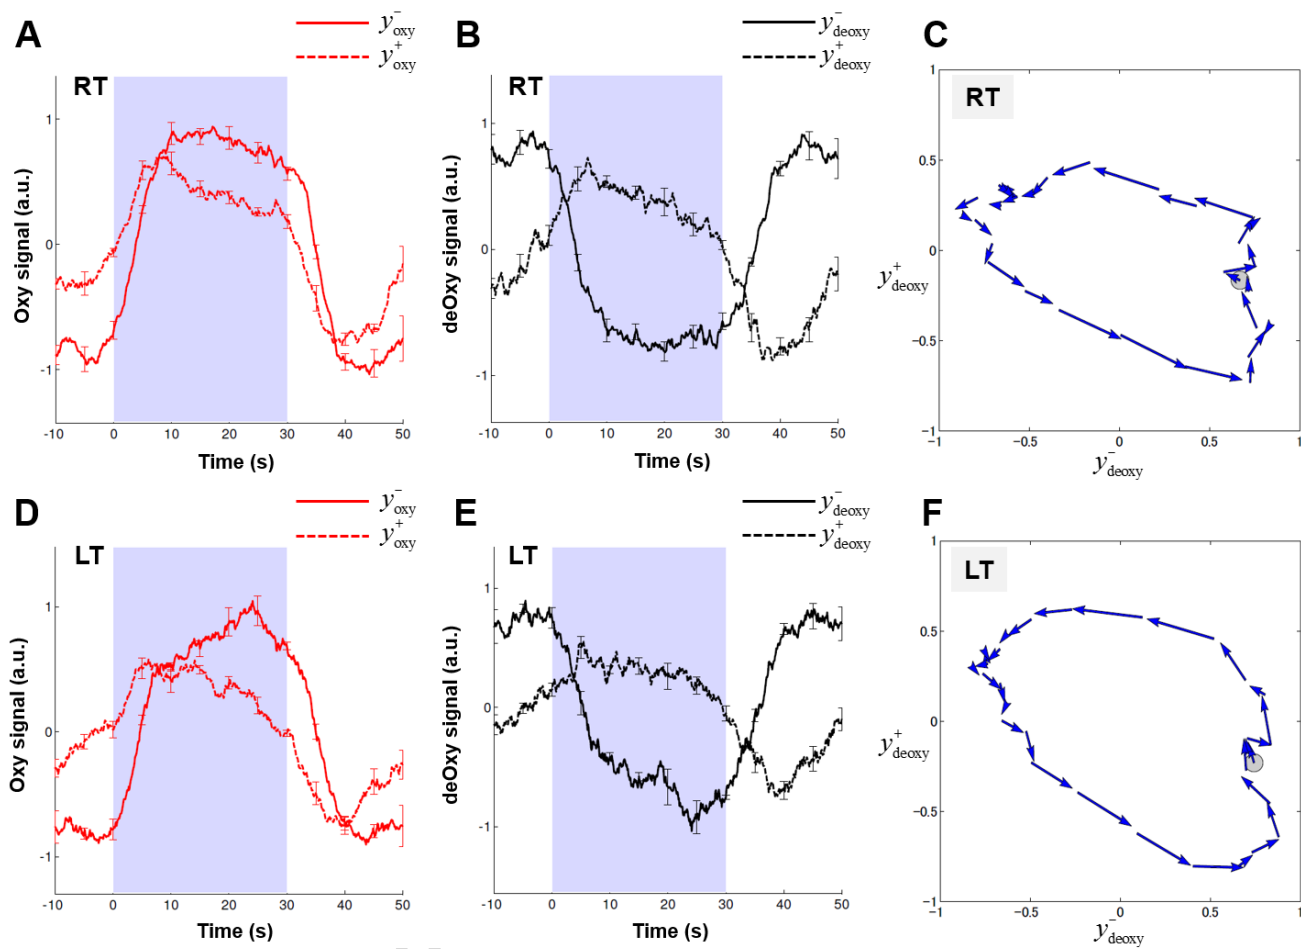 A
y⁻oxy
y⁺oxy
RT
Oxy signal (a.u.)
1
0
-1
-10 0 10 20 30 40 50
Time (s)
B
y⁻deoxy
y⁺deoxy
RT
deOxy signal (a.u.)
1
0
-1
-10 0 10 20 30 40 50
Time (s)
C
RT
1
0.5
0
−0.5
−1
y⁺deoxy
−1 −0.5 0 0.5 1
y⁻deoxy
D
y⁻oxy
y⁺oxy
LT
Oxy signal (a.u.)
1
0
-1
-10 0 10 20 30 40 50
Time (s)
E
y⁻deoxy
y⁺deoxy
LT
deOxy signal (a.u.)
1
0
-1
-10 0 10 20 30 40 50
Time (s)
F
LT
1
0.5
0
−0.5
−1
y⁺deoxy
−1 −0.5 0 0.5 1
y⁻deoxy